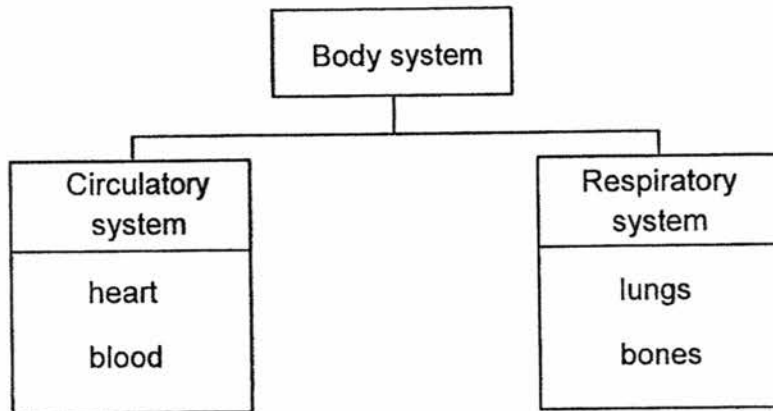 Body system
Circulatory
system
heart
blood
Respiratory
system
lungs
bones